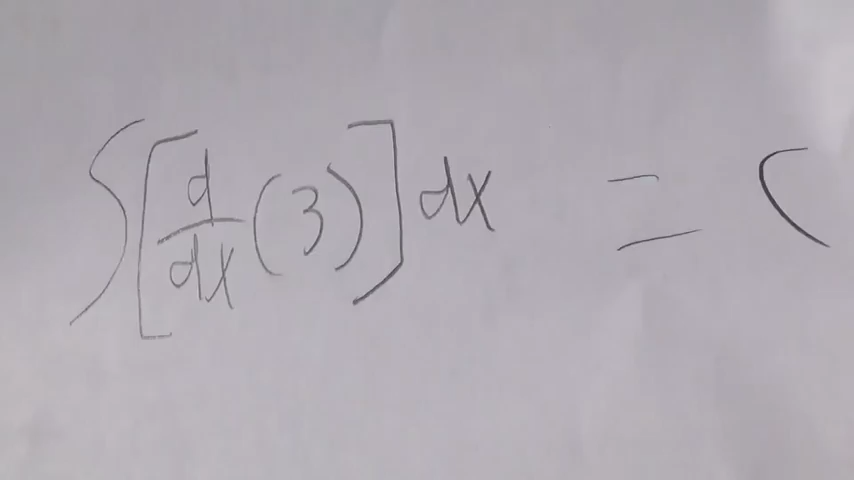 ∫[d/dx(3)]dx = C